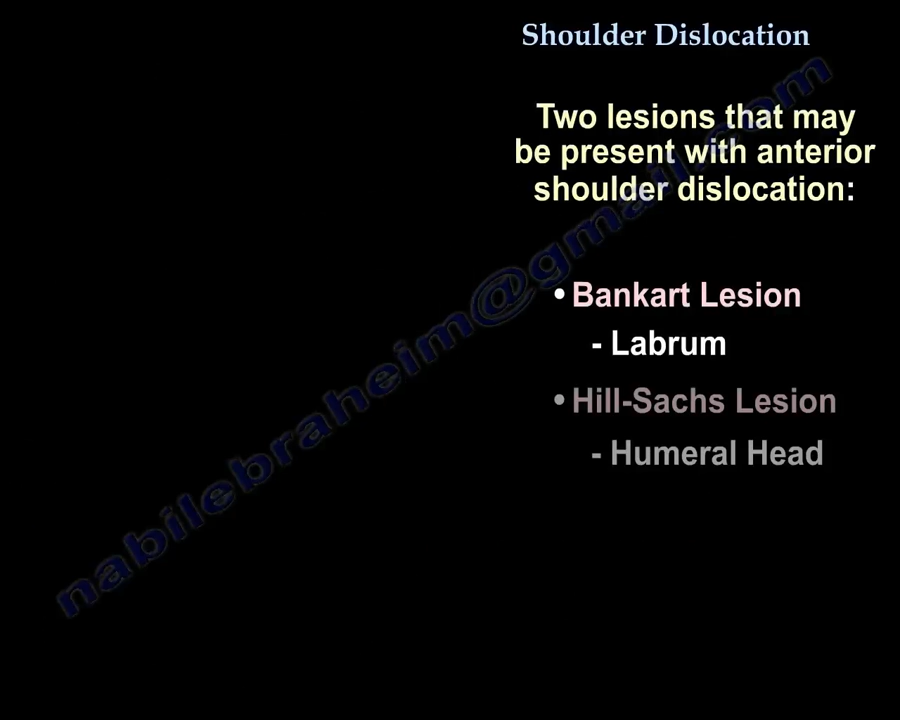 Shoulder Dislocation
Two lesions that may
be present with anterior
shoulder dislocation:
• Bankart Lesion
- Labrum
• Hill-Sachs Lesion
- Humeral Head
nabilebraheim@gmail.com